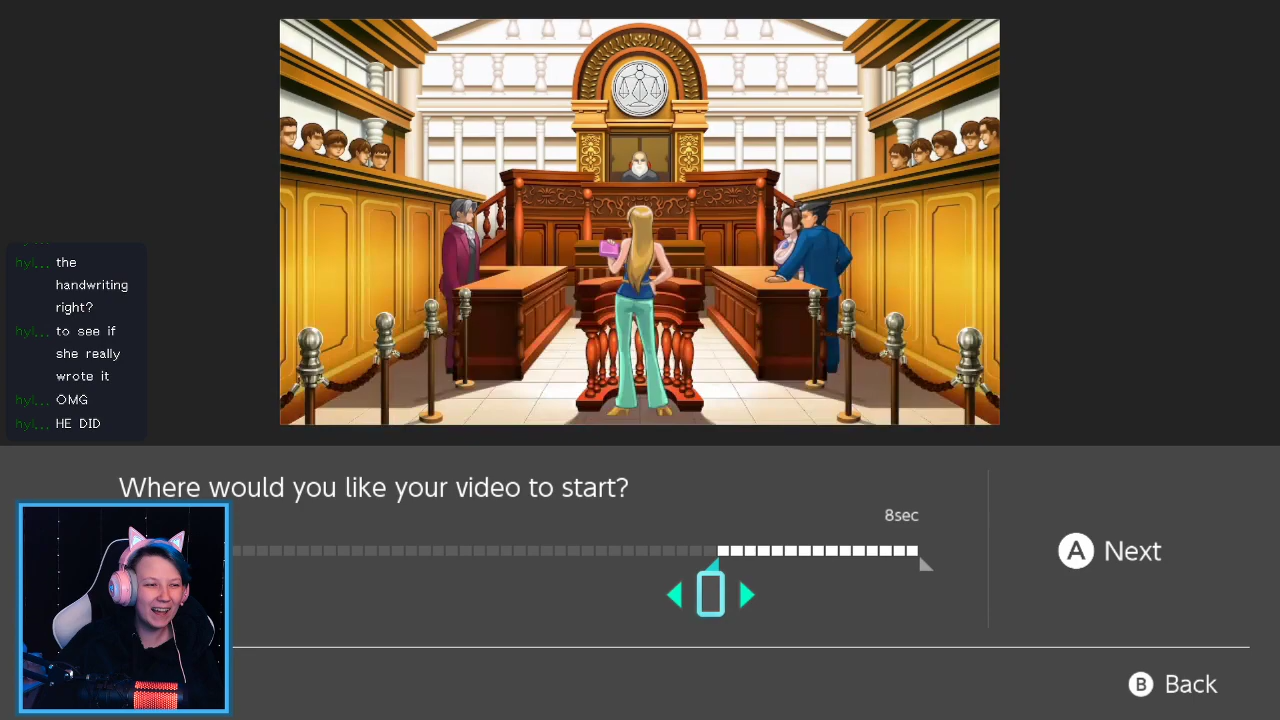 hyl... the
handwriting
right?
hyl... to see if
she really
wrote it
hyl... OMG
hyl... HE DID
Where would you like your video to start?
8sec
A Next
B Back